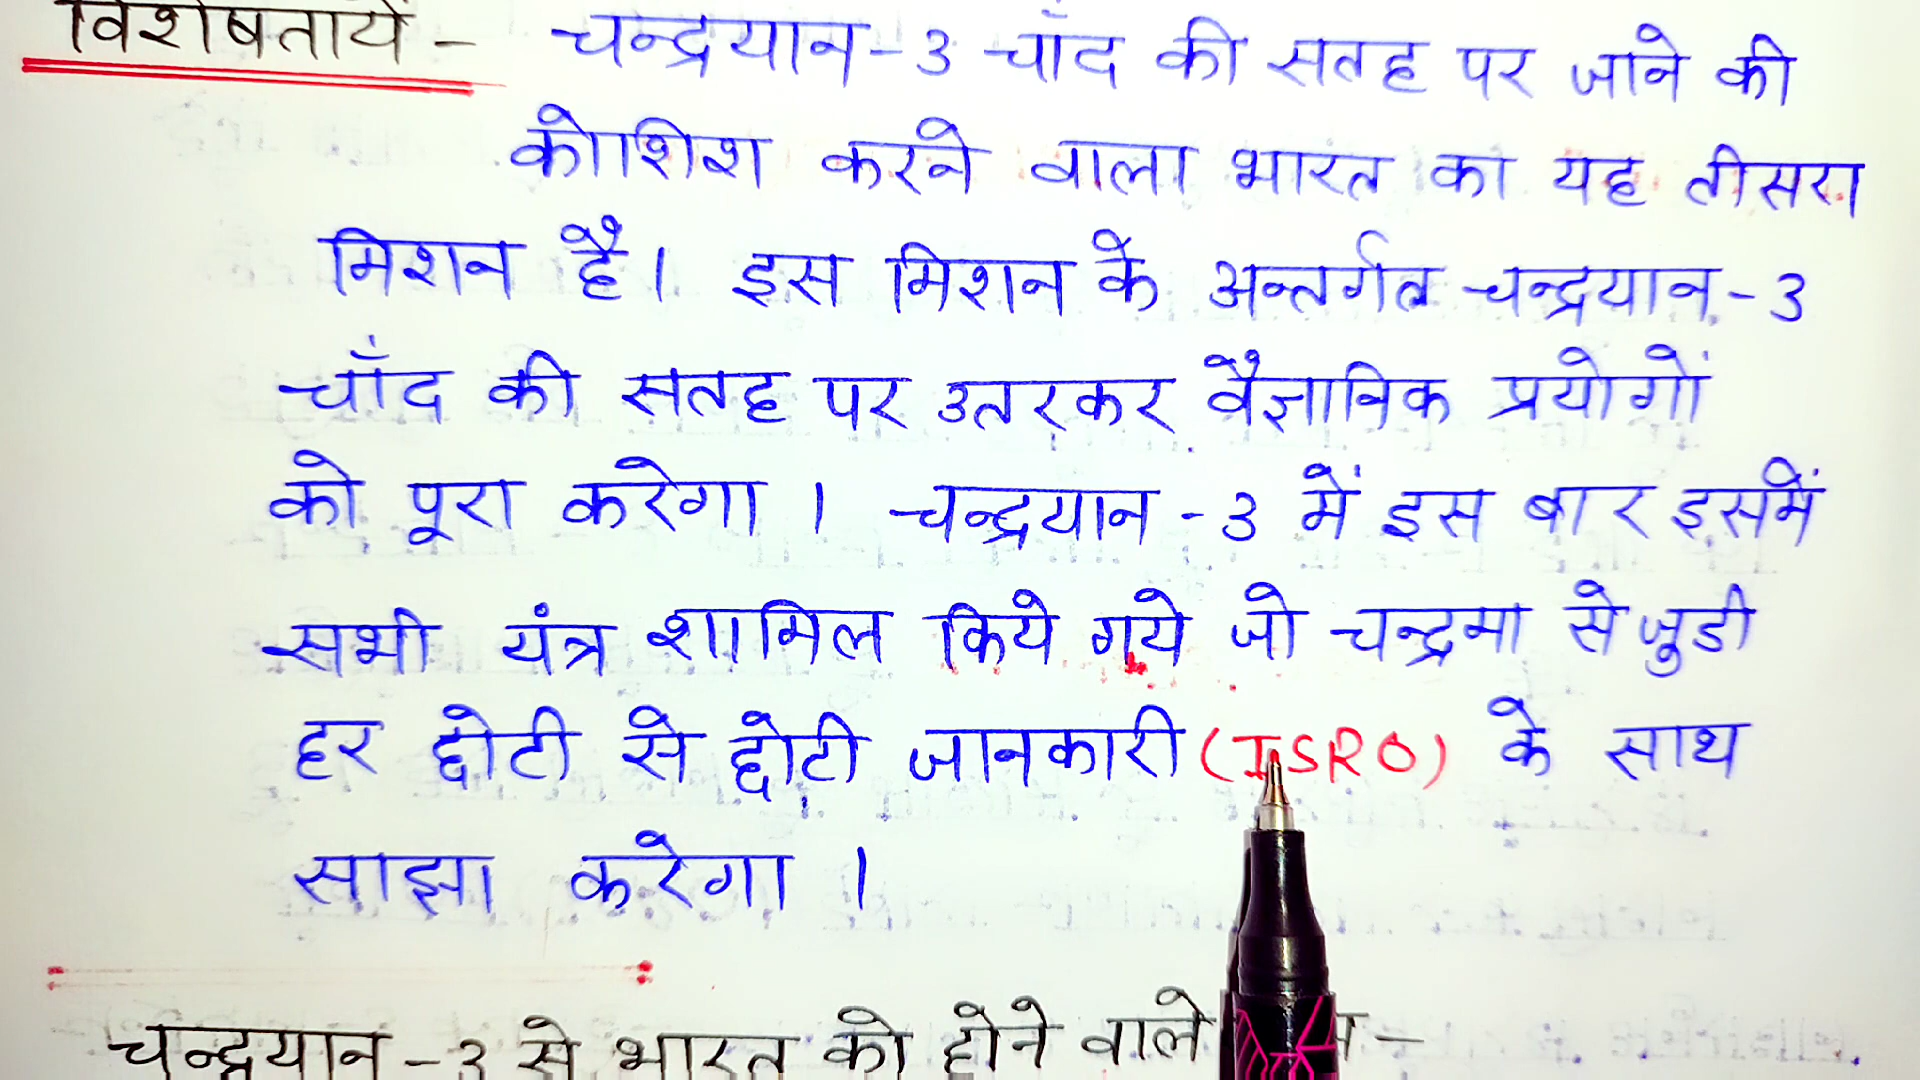 विशेषतायें - चन्द्रयान-3 चाँद की सतह पर जाने की
कोशिश करने वाला भारत का यह तीसरा
मिशन है। इस मिशन के अन्तर्गत चन्द्रयान-3
चाँद की सतह पर उतरकर वैज्ञानिक प्रयोगों
को पूरा करेगा । चन्द्रयान-3 में इस बार इसमें
सभी यंत्र शामिल किये गये जो चन्द्रमा से जुडी
हर छोटी से छोटी जानकारी (ISRO) के साथ
साझा करेगा ।
चन्द्रयान-3 से भारत को होने वाले -